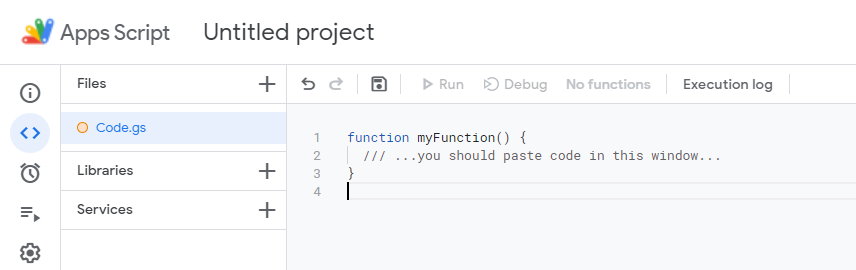 Apps Script Untitled project
Files
Run Debug No functions Execution log
Code.gs
Libraries
Services
1 function myFunction() {
2 /// ...you should paste code in this window...
3 }
4